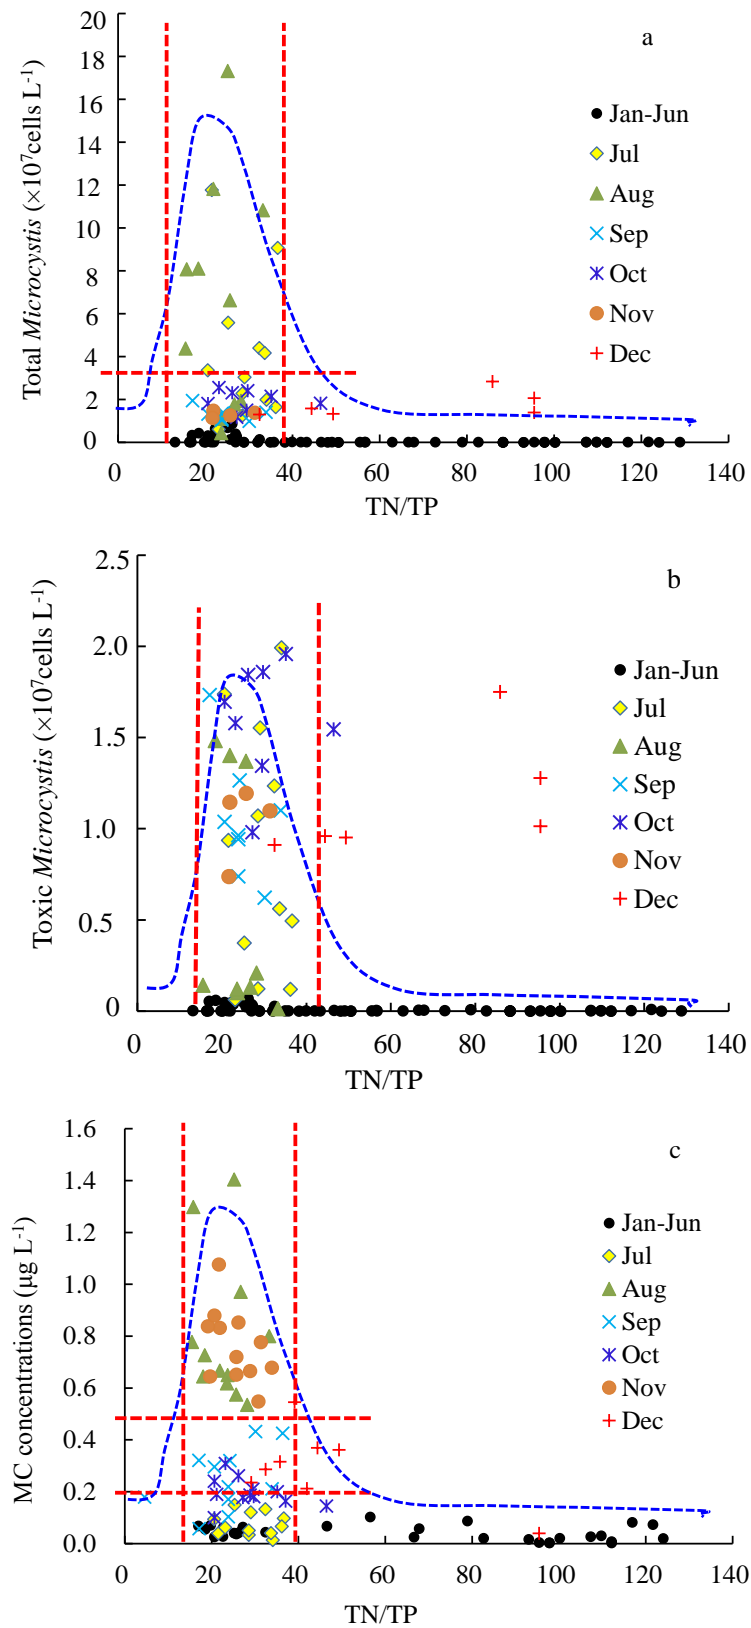 a
Total Microcystis (×10⁷cells L⁻¹)
20
18
16
14
12
10
8
6
4
2
0
0 20 40 60 80 100 120 140
TN/TP
Jan-Jun
Jul
Aug
Sep
Oct
Nov
Dec
b
Toxic Microcystis (×10⁷cells L⁻¹)
2.5
2.0
1.5
1.0
0.5
0
0 20 40 60 80 100 120 140
TN/TP
Jan-Jun
Jul
Aug
Sep
Oct
Nov
Dec
c
MC concentrations (μg L⁻¹)
1.6
1.4
1.2
1.0
0.8
0.6
0.4
0.2
0.0
0 20 40 60 80 100 120 140
TN/TP
Jan-Jun
Jul
Aug
Sep
Oct
Nov
Dec